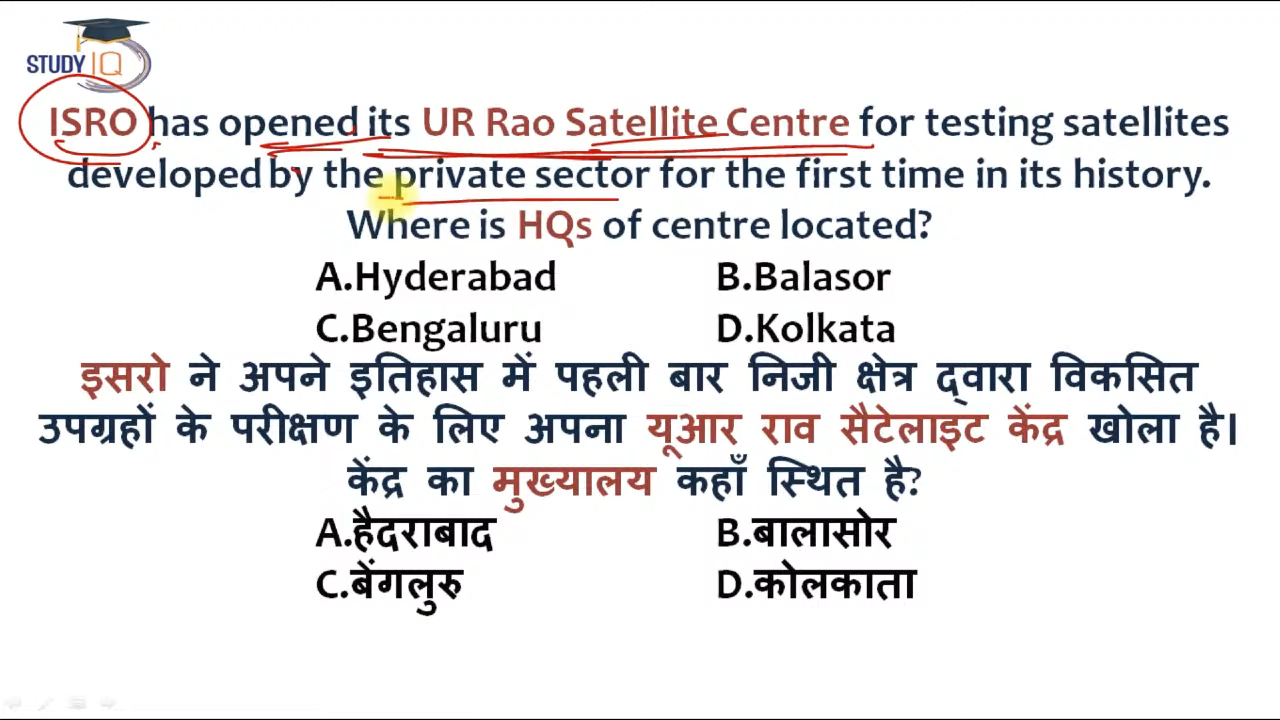 STUDY IQ
ISRO has opened its UR Rao Satellite Centre for testing satellites
developed by the private sector for the first time in its history.
Where is HQs of centre located?
A.Hyderabad B.Balasor
C.Bengaluru D.Kolkata
इसरो ने अपने इतिहास में पहली बार निजी क्षेत्र द्वारा विकसित
उपग्रहों के परीक्षण के लिए अपना यूआर राव सैटेलाइट केंद्र खोला है।
केंद्र का मुख्यालय कहाँ स्थित है?
A.हैदराबाद B.बालासोर
C.बेंगलुरु D.कोलकाता